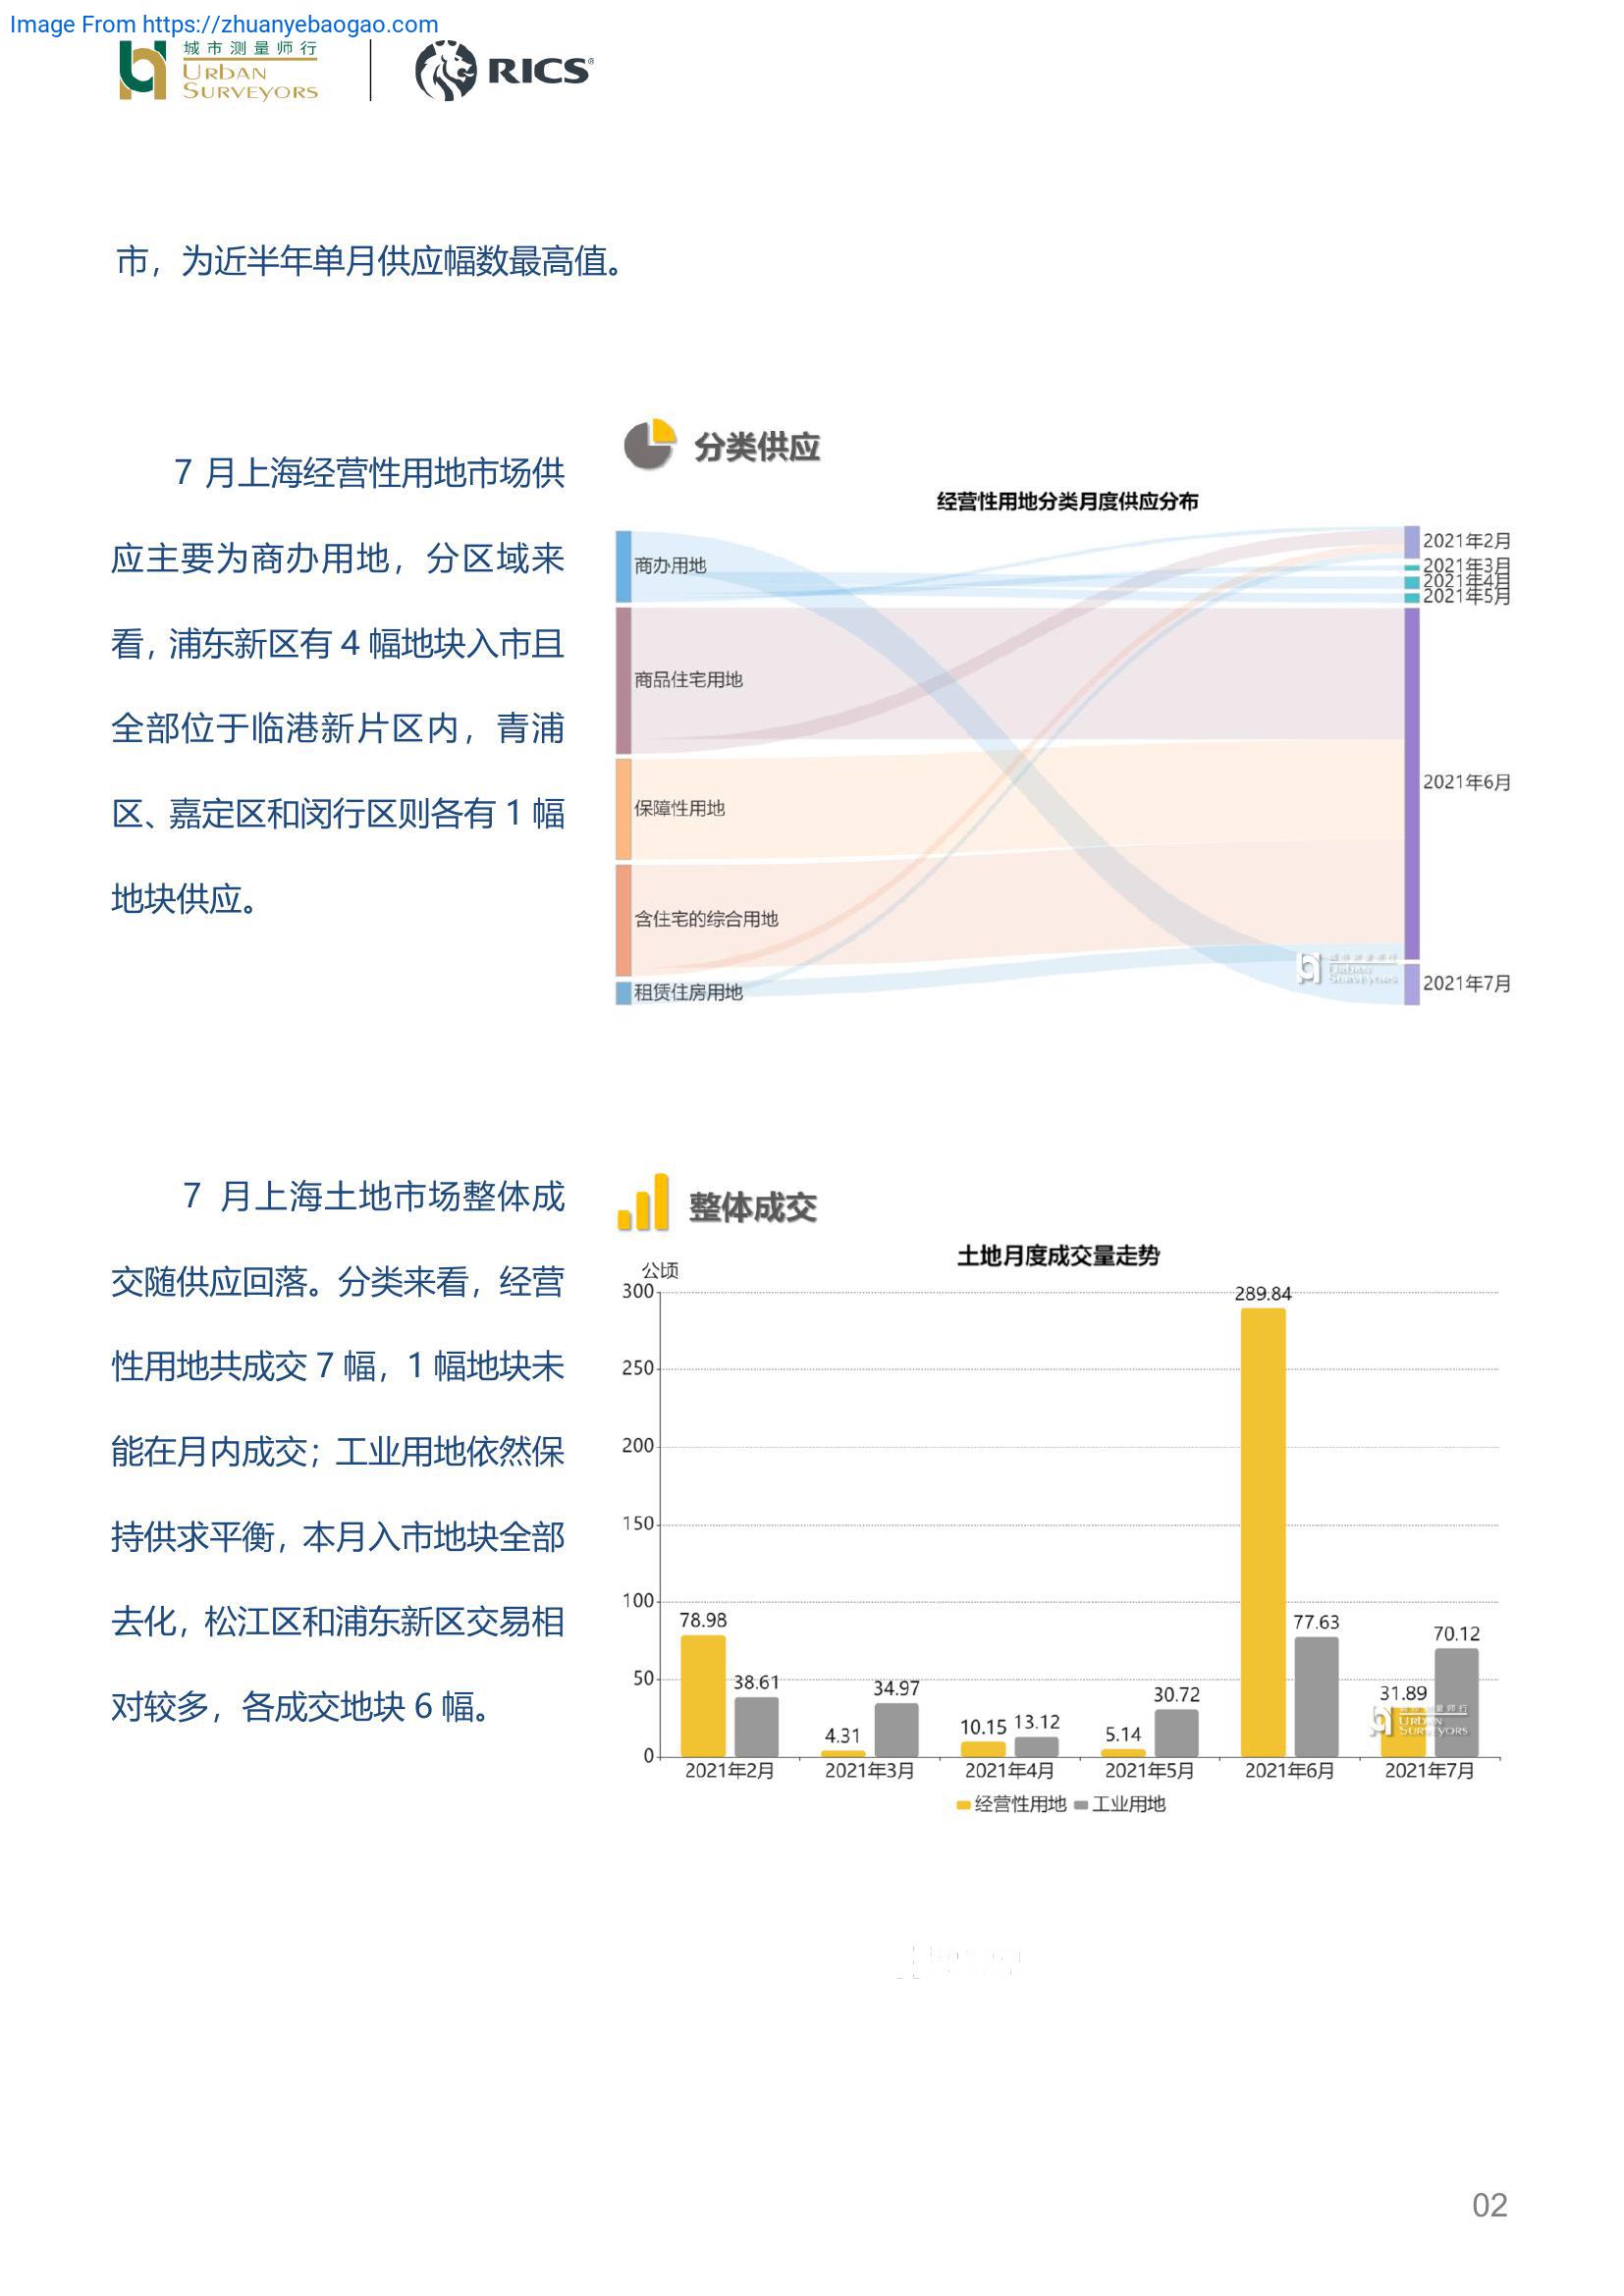 Image From https://zhuanyebaogao.com
城市测量师行
URBAN
SURVEYORS
RICS®
市，为近半年单月供应幅数最高值。
7 月上海经营性用地市场供
应主要为商办用地，分区域来
看，浦东新区有 4 幅地块入市且
全部位于临港新片区内，青浦
区、嘉定区和闵行区则各有 1 幅
地块供应。
分类供应
经营性用地分类月度供应分布
商办用地
商品住宅用地
保障性用地
含住宅的综合用地
租赁住房用地
2021年2月
2021年3月
2021年4月
2021年5月
2021年6月
2021年7月
城市测量师行
URBAN
SURVEYORS
7 月上海土地市场整体成
交随供应回落。分类来看，经营
性用地共成交 7 幅，1 幅地块未
能在月内成交；工业用地依然保
持供求平衡，本月入市地块全部
去化，松江区和浦东新区交易相
对较多，各成交地块 6 幅。
整体成交
土地月度成交量走势
公顷
300
250
200
150
100
50
0
78.98
38.61
4.31
34.97
10.15
13.12
5.14
30.72
289.84
77.63
31.89
70.12
2021年2月
2021年3月
2021年4月
2021年5月
2021年6月
2021年7月
经营性用地
工业用地
URBAN
SURVEYORS
02